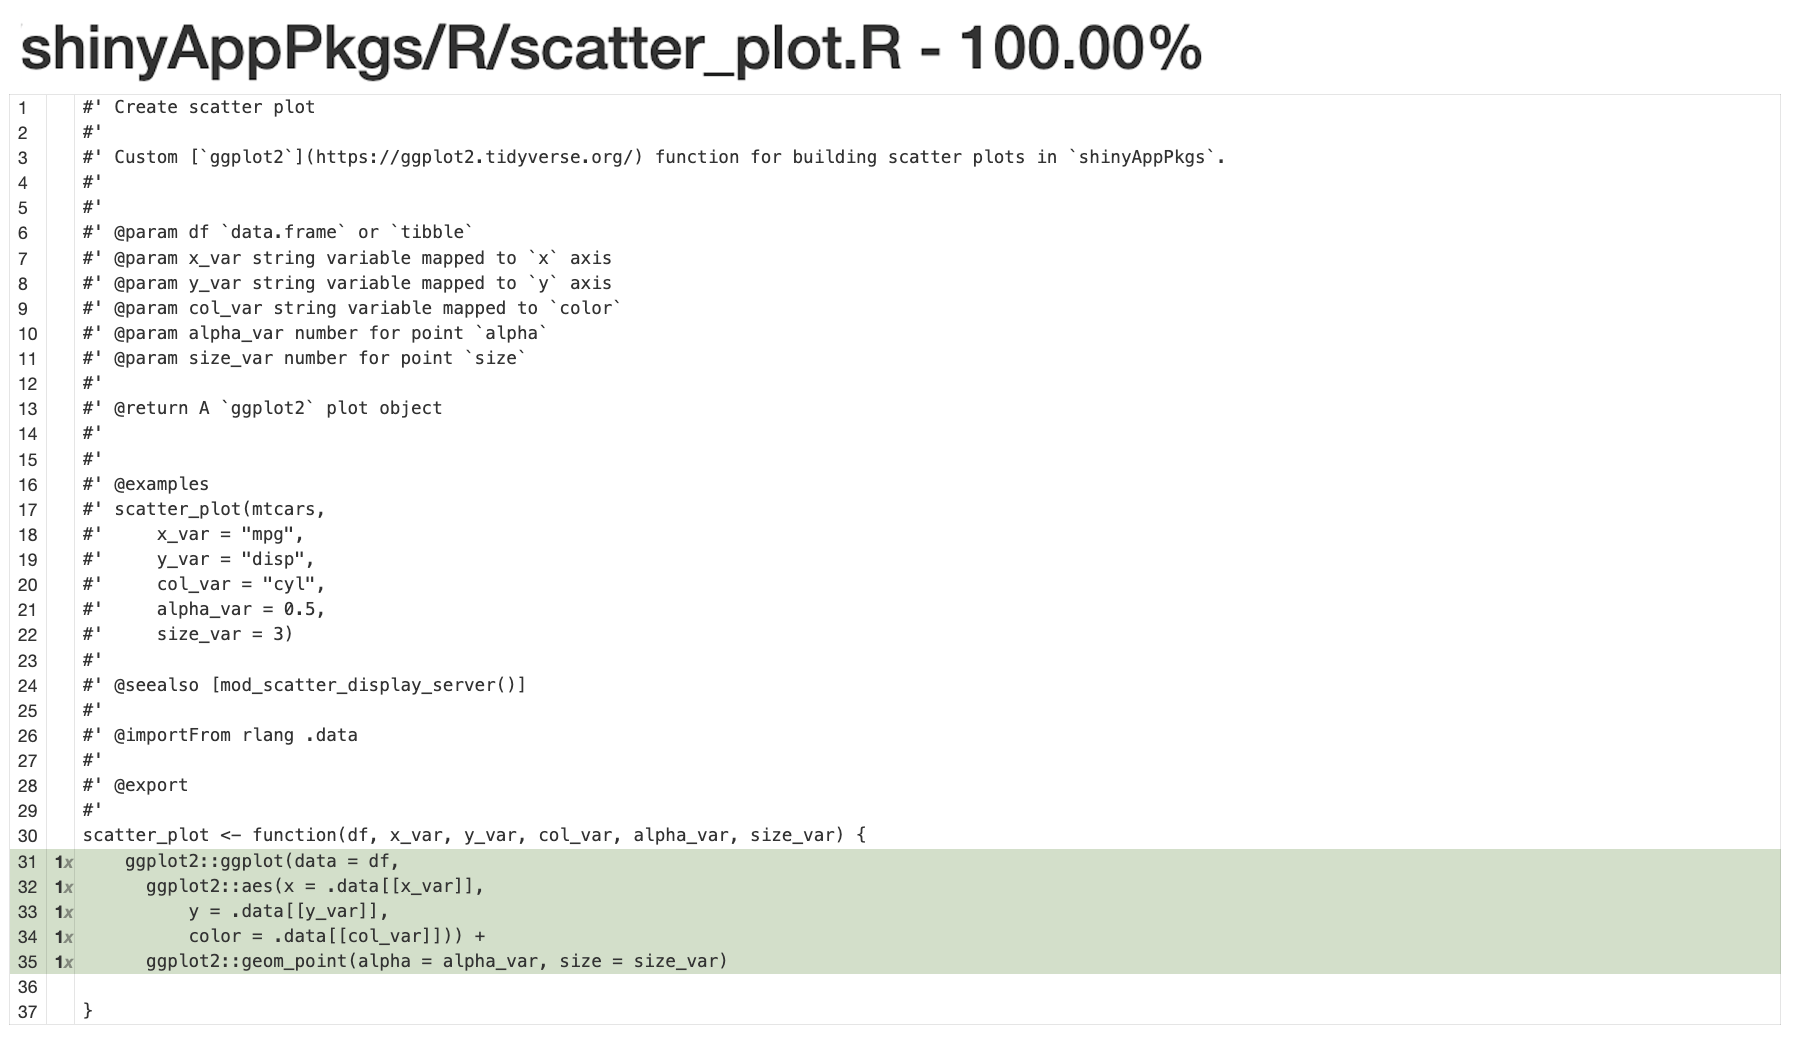 shinyAppPkgs/R/scatter_plot.R - 100.00%
1 #' Create scatter plot
2 #'
3 #' Custom [`ggplot2`](https://ggplot2.tidyverse.org/) function for building scatter plots in `shinyAppPkgs`.
4 #'
5 #'
6 #' @param df `data.frame` or `tibble`
7 #' @param x_var string variable mapped to `x` axis
8 #' @param y_var string variable mapped to `y` axis
9 #' @param col_var string variable mapped to `color`
10 #' @param alpha_var number for point `alpha`
11 #' @param size_var number for point `size`
12 #'
13 #' @return A `ggplot2` plot object
14 #'
15 #'
16 #' @examples
17 #' scatter_plot(mtcars,
18 #'     x_var = "mpg",
19 #'     y_var = "disp",
20 #'     col_var = "cyl",
21 #'     alpha_var = 0.5,
22 #'     size_var = 3)
23 #'
24 #' @seealso [mod_scatter_display_server()]
25 #'
26 #' @importFrom rlang .data
27 #'
28 #' @export
29 #'
30 scatter_plot <- function(df, x_var, y_var, col_var, alpha_var, size_var) {
31 1x     ggplot2::ggplot(data = df,
32 1x       ggplot2::aes(x = .data[[x_var]],
33 1x           y = .data[[y_var]],
34 1x           color = .data[[col_var]])) +
35 1x       ggplot2::geom_point(alpha = alpha_var, size = size_var)
36
37 }